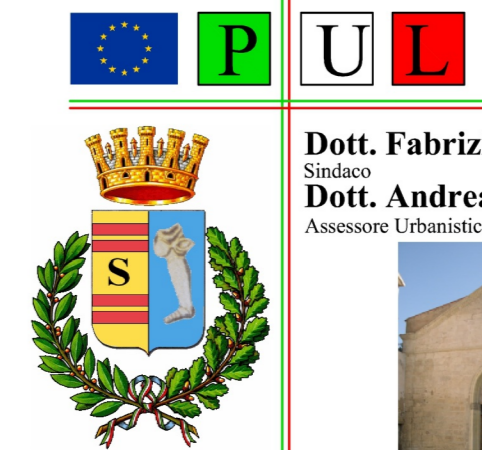 P U L
Dott. Fabriz
Sindaco
Dott. Andrea
Assessore Urbanistic
S